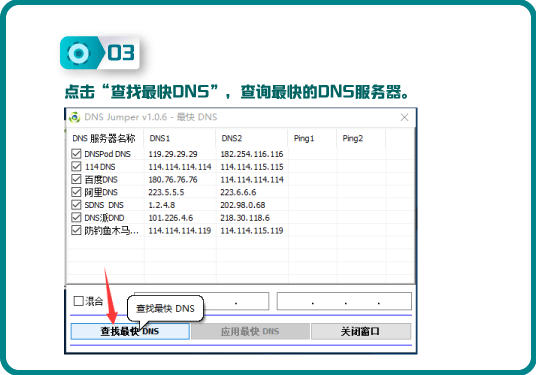 03
点击“查找最快DNS”，查询最快的DNS服务器。
DNS Jumper v1.0.6 - 最快 DNS
DNS 服务器名称 DNS1 DNS2 Ping1 Ping2
DNSPod DNS 119.29.29.29 182.254.116.116
114 DNS 114.114.114.114 114.114.115.115
百度DNS 180.76.76.76 114.114.114.114
阿里DNS 223.5.5.5 223.6.6.6
SDNS DNS 1.2.4.8 202.98.0.68
DNS派DND 101.226.4.6 218.30.118.6
防钓鱼木马... 114.114.114.119 114.114.115.119
混合
查找最快 DNS
查找最快 DNS 应用最快 DNS 关闭窗口